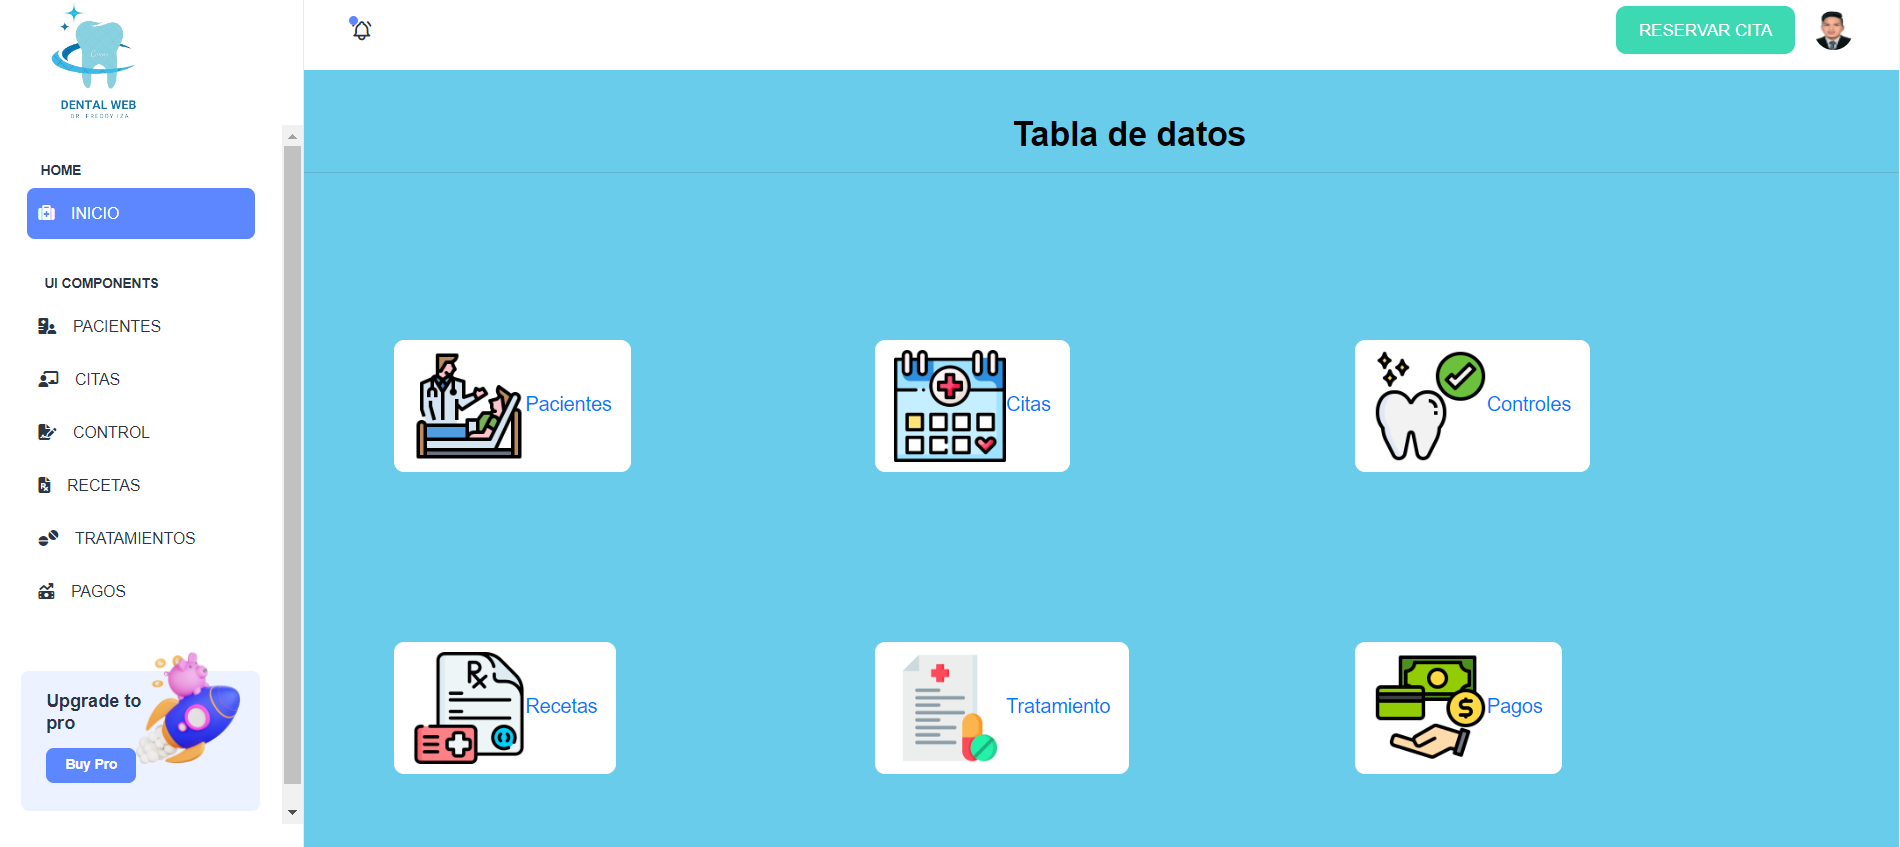 DENTAL WEB
DR. FREDDY IZA
HOME
INICIO
UI COMPONENTS
PACIENTES
CITAS
CONTROL
RECETAS
TRATAMIENTOS
PAGOS
Upgrade to
pro
Buy Pro
RESERVAR CITA
Tabla de datos
Pacientes
Citas
Controles
Recetas
Tratamiento
Pagos